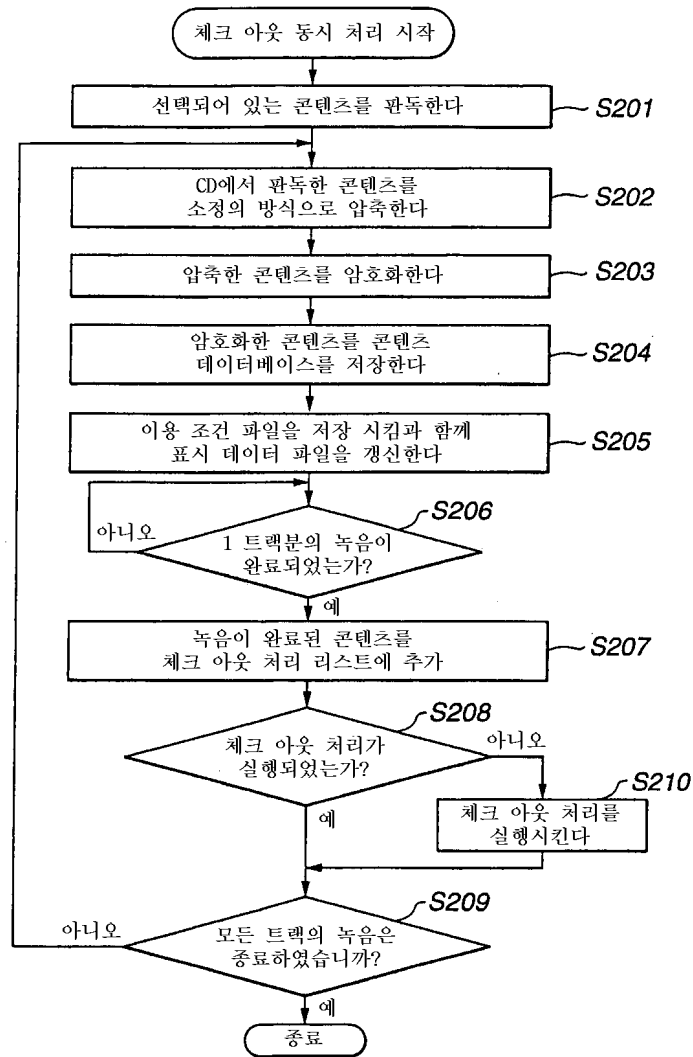 체크 아웃 동시 처리 시작
선택되어 있는 콘텐츠를 판독한다
S201
CD에서 판독한 콘텐츠를
소정의 방식으로 압축한다
S202
압축한 콘텐츠를 암호화한다
S203
암호화한 콘텐츠를 콘텐츠
데이터베이스를 저장한다
S204
이용 조건 파일을 저장 시킴과 함께
표시 데이터 파일을 갱신한다
S205
S206
아니오
1 트랙분의 녹음이
완료되었는가?
예
녹음이 완료된 콘텐츠를
체크 아웃 처리 리스트에 추가
S207
S208
체크 아웃 처리가
실행되었는가?
아니오
예
S210
체크 아웃 처리를
실행시킨다
S209
아니오
모든 트랙의 녹음은
종료하였습니까?
예
종료